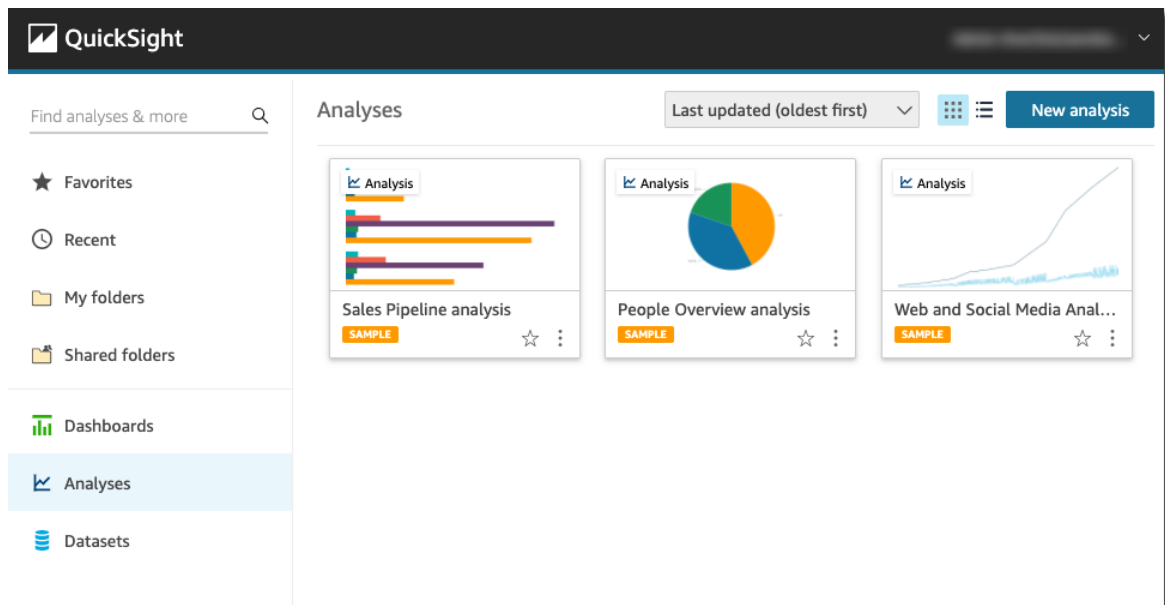 QuickSight
Find analyses & more
Favorites
Recent
My folders
Shared folders
Dashboards
Analyses
Datasets
Analyses
Last updated (oldest first)
New analysis
Analysis
Sales Pipeline analysis
SAMPLE
Analysis
People Overview analysis
SAMPLE
Analysis
Web and Social Media Anal...
SAMPLE